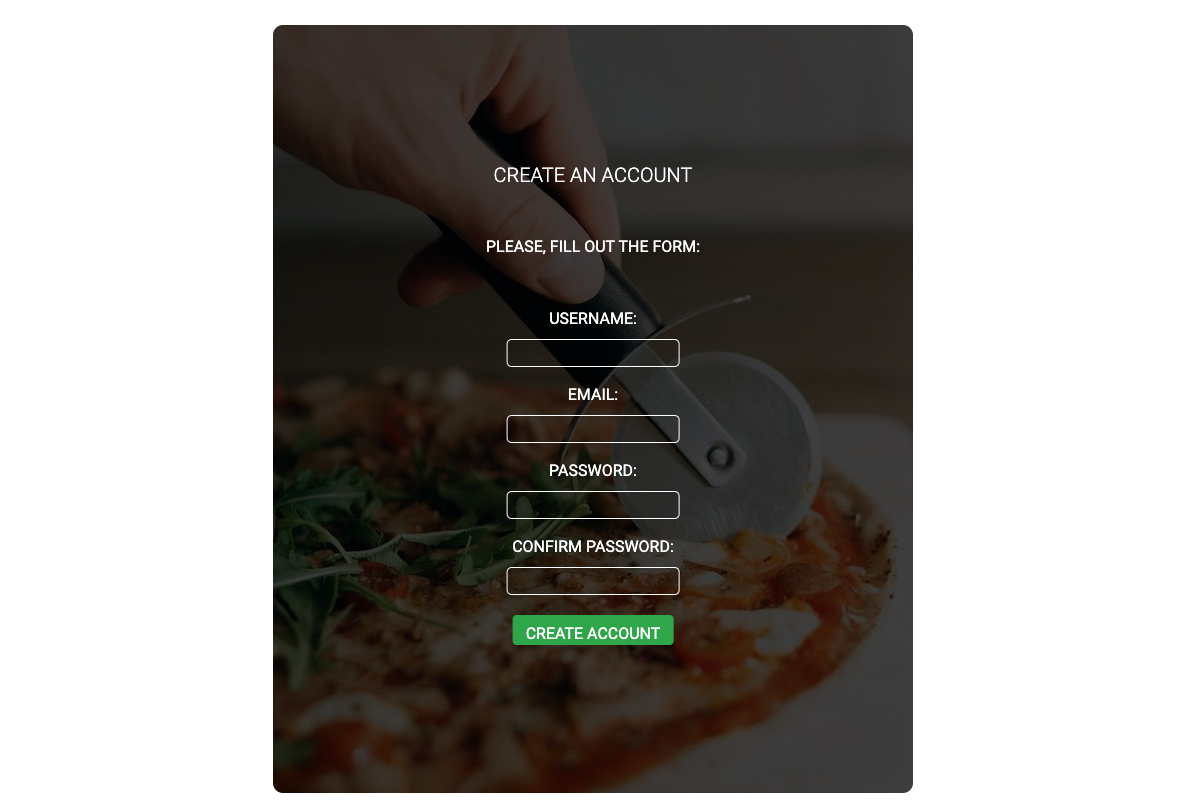 CREATE AN ACCOUNT
PLEASE, FILL OUT THE FORM:
USERNAME:
EMAIL:
PASSWORD:
CONFIRM PASSWORD:
CREATE ACCOUNT